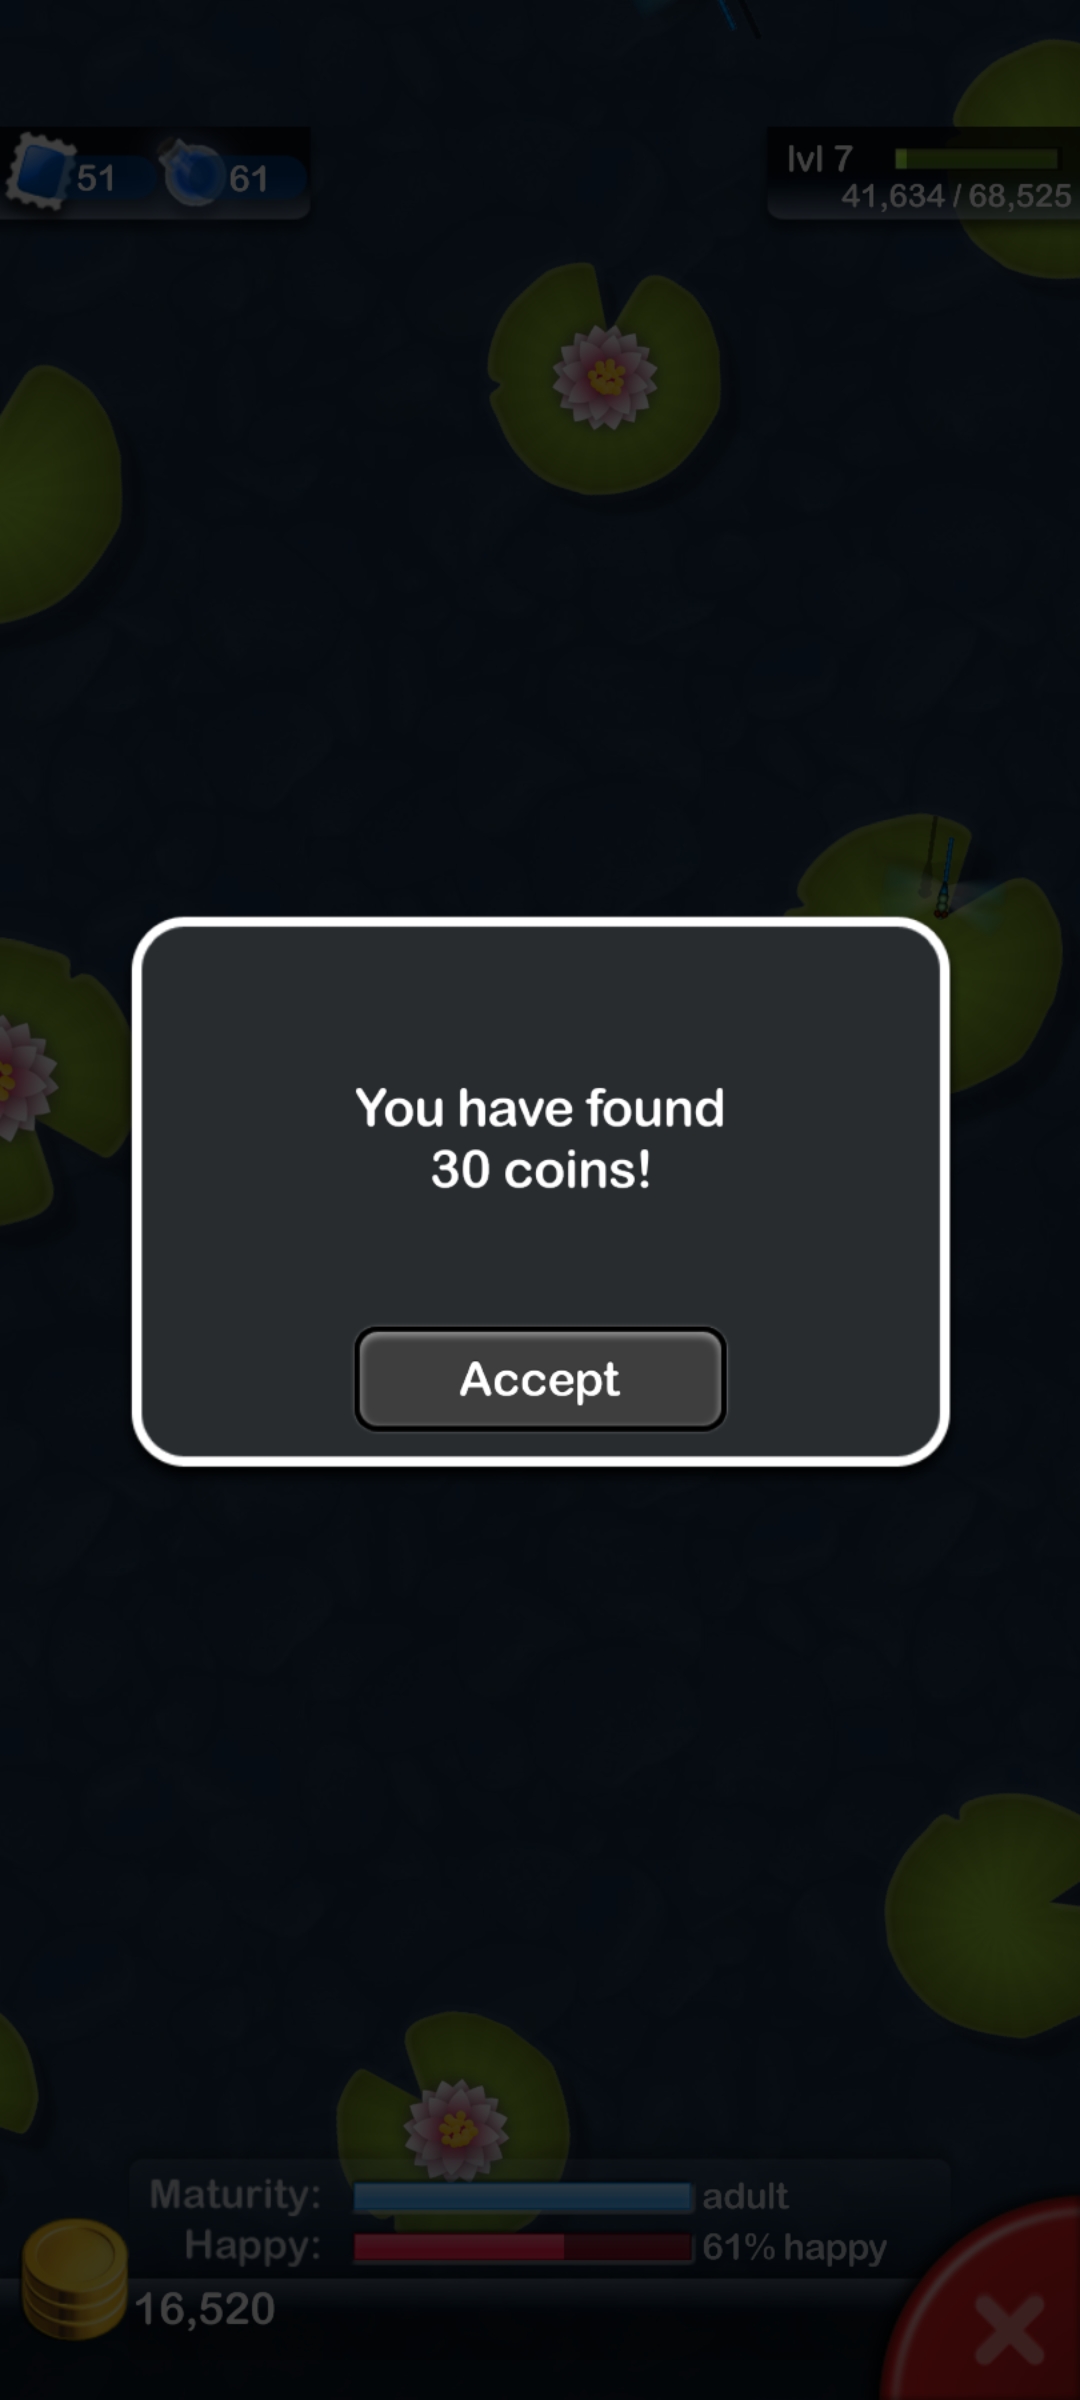 51 61
lvl 7
41,634 / 68,525
You have found
30 coins!
Accept
Maturity: adult
Happy: 61% happy
16,520